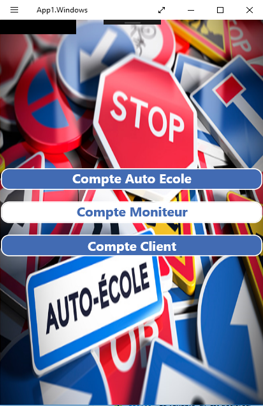 App1.Windows
STOP
Compte Auto Ecole
Compte Moniteur
Compte Client
AUTO-ÉCOLE